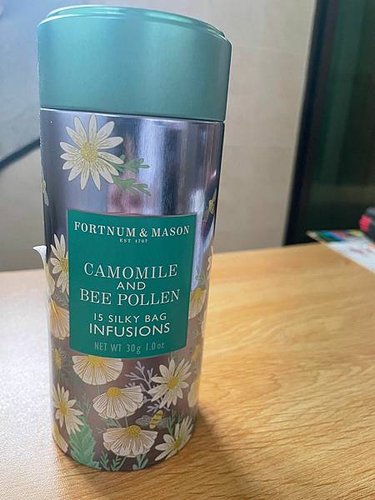 FORTNUM & MASON
EST 1707
CAMOMILE
AND
BEE POLLEN
15 SILKY BAG
INFUSIONS
NET WT 30g 1.0oz